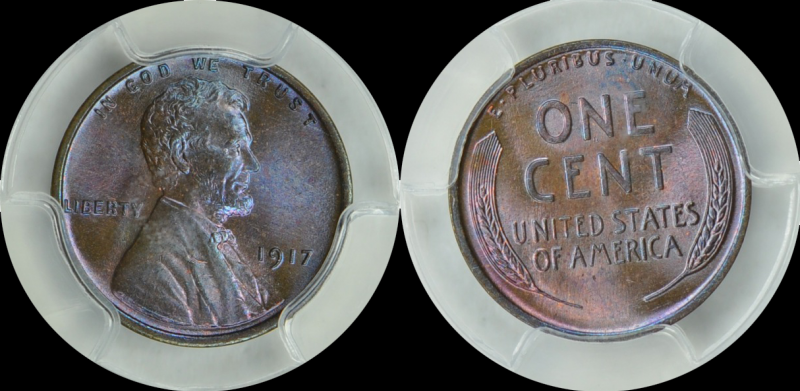 IN GOD WE TRUST
LIBERTY
1917
E·PLURIBUS·UNUM
ONE
CENT
UNITED STATES
OF AMERICA